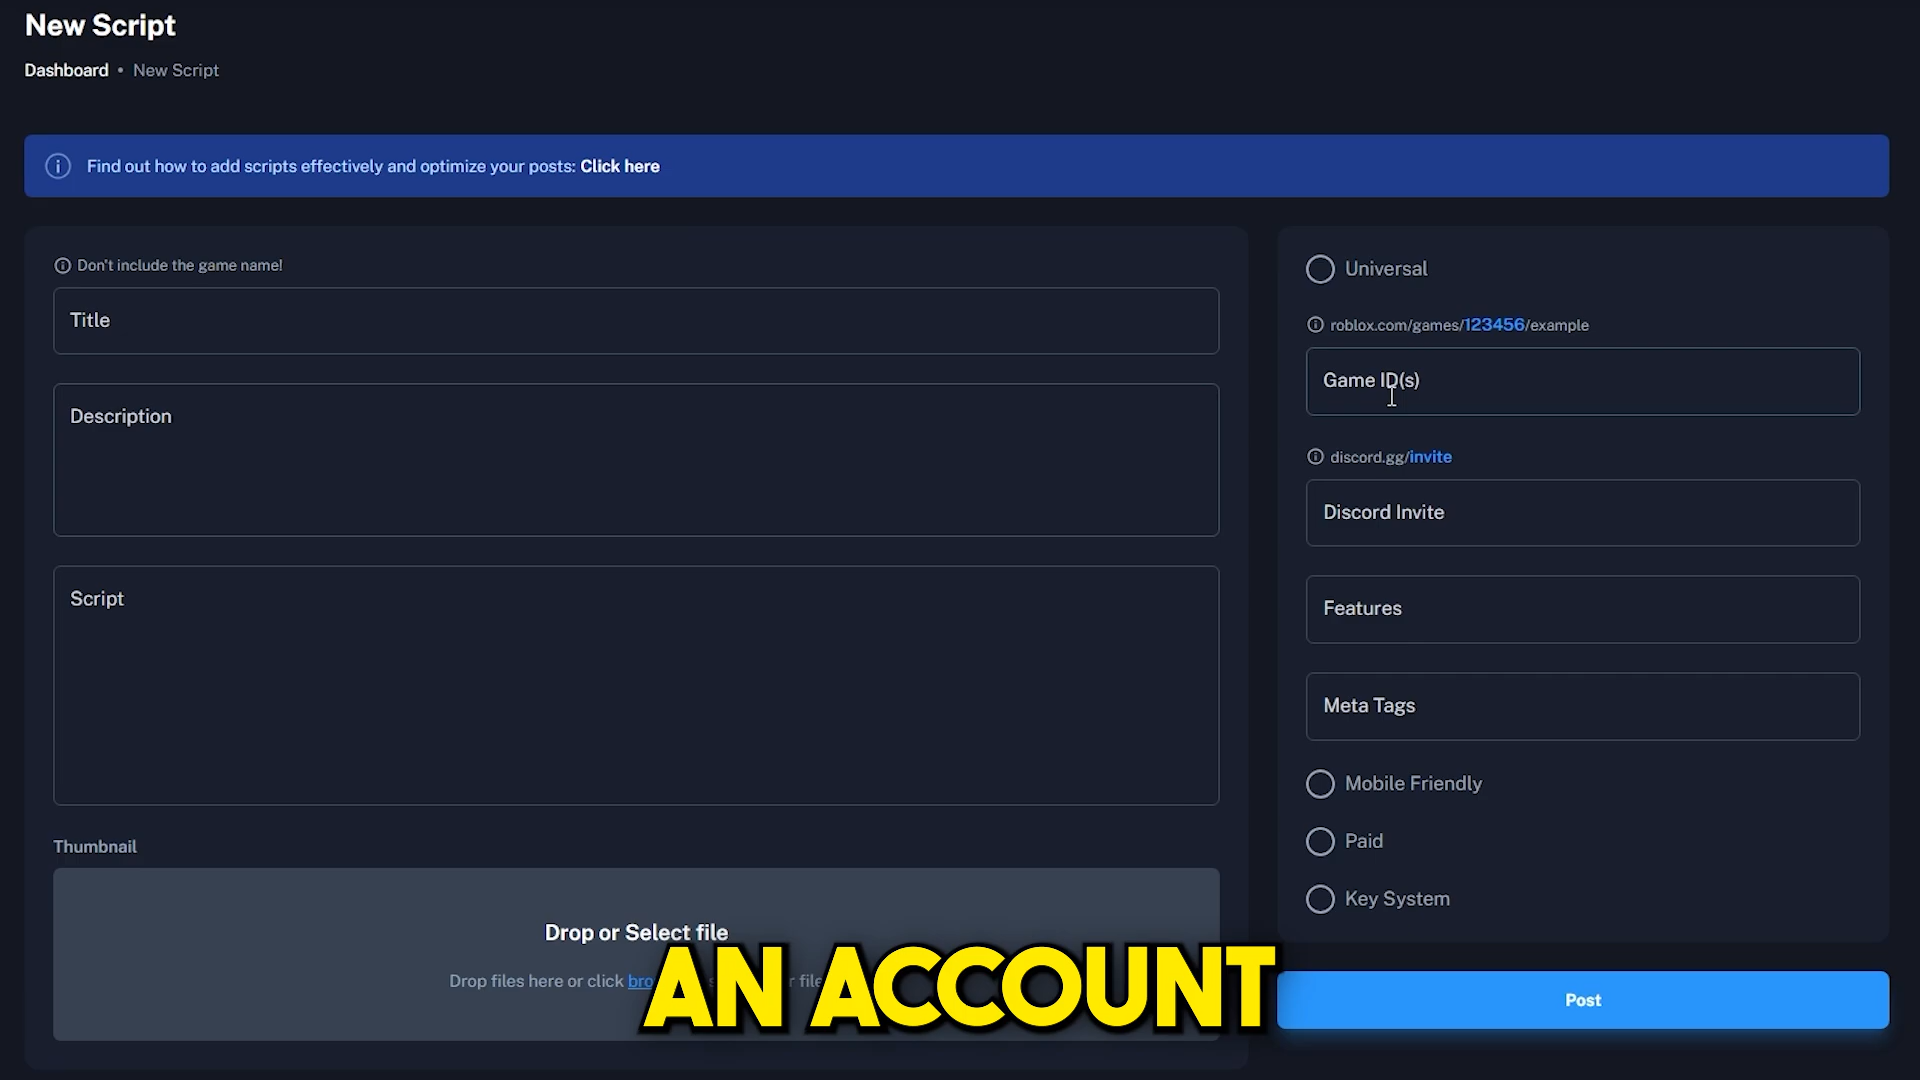 New Script
Dashboard • New Script
Find out how to add scripts effectively and optimize your posts: Click here
Don't include the game name!
Title
Description
Script
Thumbnail
Drop or Select file
Drop files here or click
AN ACCOUNT
Universal
roblox.com/games/123456/example
Game ID(s)
discord.gg/invite
Discord Invite
Features
Meta Tags
Mobile Friendly
Paid
Key System
Post